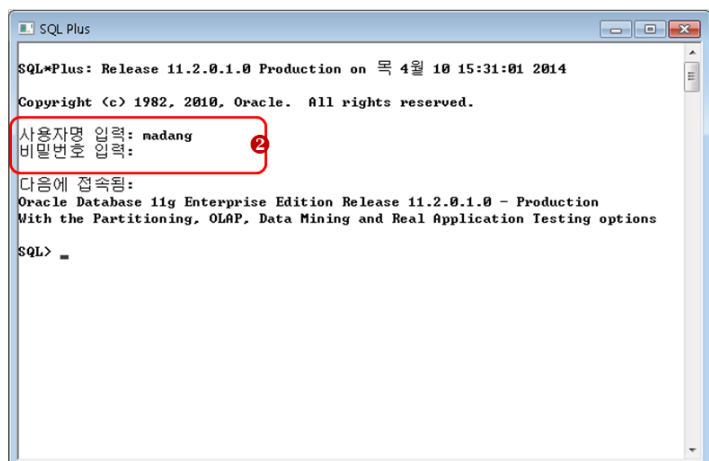 SQL Plus
SQL*Plus: Release 11.2.0.1.0 Production on 목 4월 10 15:31:01 2014
Copyright (c) 1982, 2010, Oracle.  All rights reserved.
사용자명 입력: madang
비밀번호 입력:
2
다음에 접속됨:
Oracle Database 11g Enterprise Edition Release 11.2.0.1.0 - Production
With the Partitioning, OLAP, Data Mining and Real Application Testing options
SQL> _